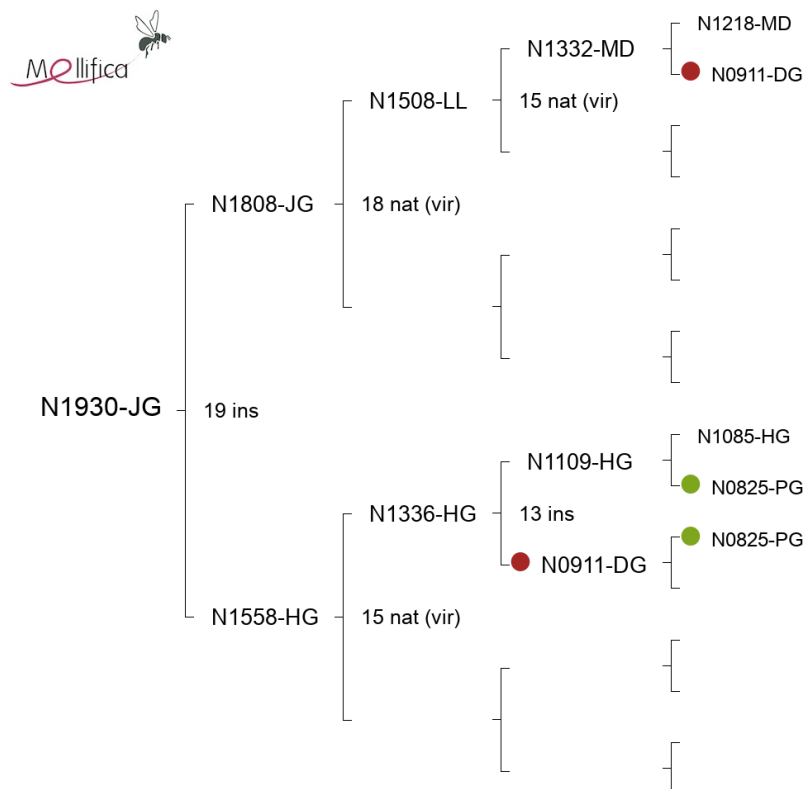 Mellifica
N1218-MD
N1332-MD
N0911-DG
N1508-LL
15 nat (vir)
N1808-JG
18 nat (vir)
N1930-JG
19 ins
N1085-HG
N1109-HG
N0825-PG
N1336-HG
13 ins
N0825-PG
N0911-DG
N1558-HG
15 nat (vir)